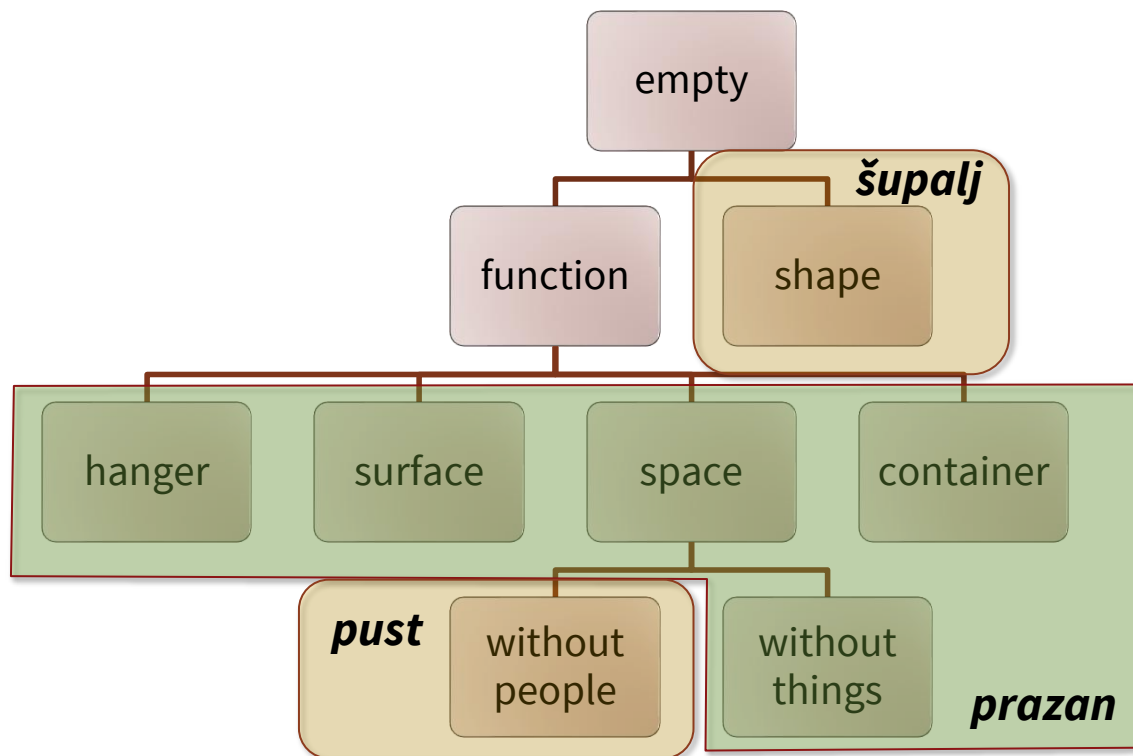 empty
šupalj
function
shape
hanger
surface
space
container
pust
without
people
without
things
prazan